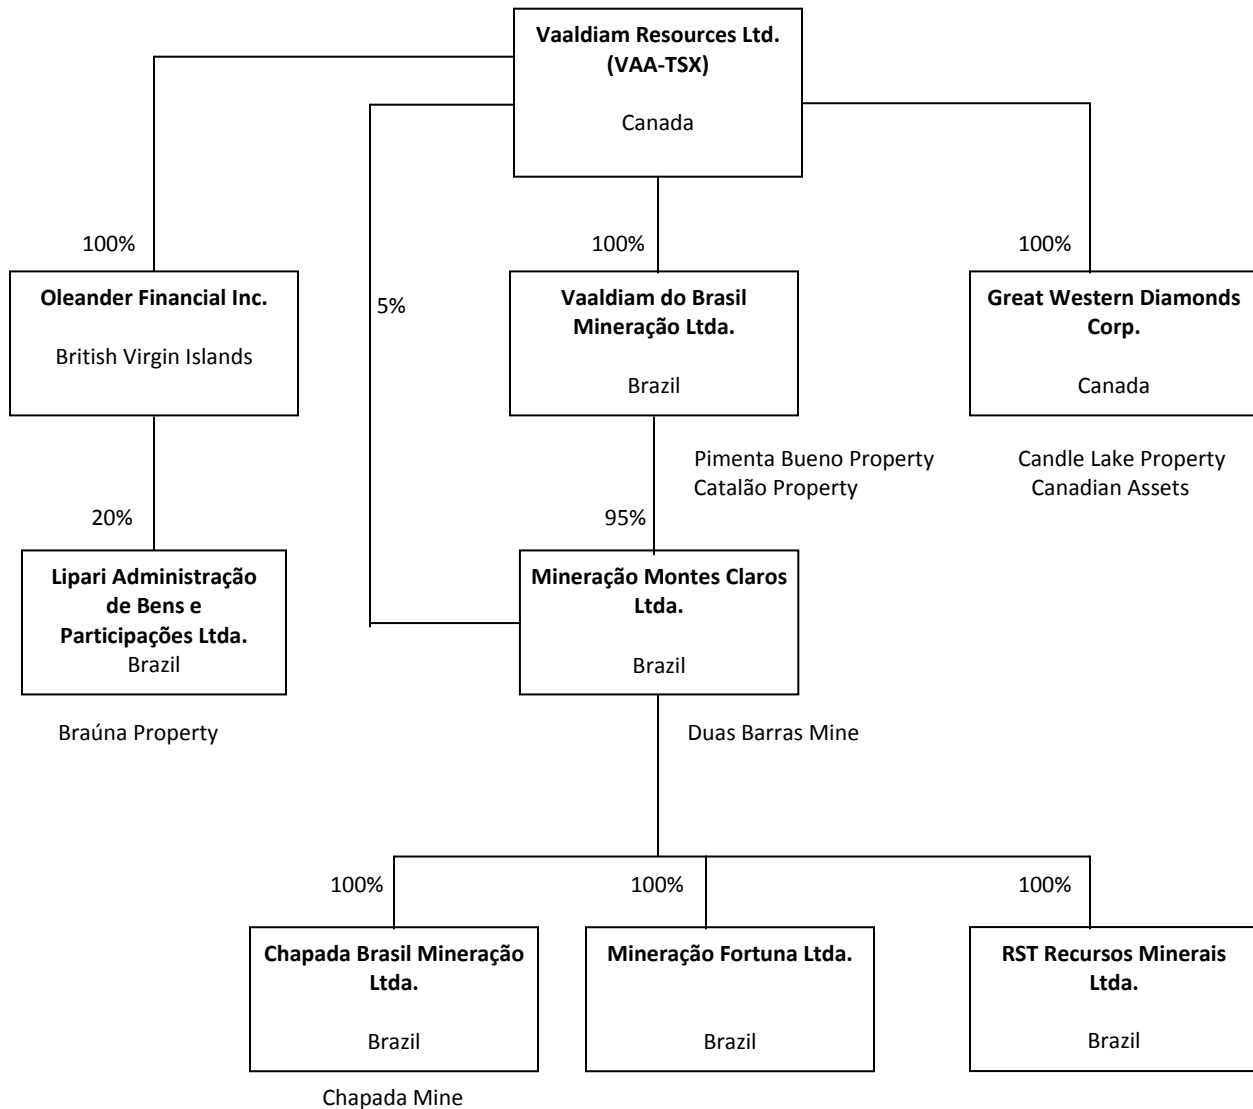 Vaaldiam Resources Ltd.
(VAA-TSX)
Canada
100%
100%
100%
Oleander Financial Inc.
British Virgin Islands
5%
Vaaldiam do Brasil
Mineração Ltda.
Brazil
Great Western Diamonds
Corp.
Canada
Pimenta Bueno Property
Catalão Property
Candle Lake Property
Canadian Assets
20%
95%
Lipari Administração
de Bens e
Participações Ltda.
Brazil
Mineração Montes Claros
Ltda.
Brazil
Braúna Property
Duas Barras Mine
100%
100%
100%
Chapada Brasil Mineração
Ltda.
Brazil
Mineração Fortuna Ltda.
Brazil
RST Recursos Minerais
Ltda.
Brazil
Chapada Mine